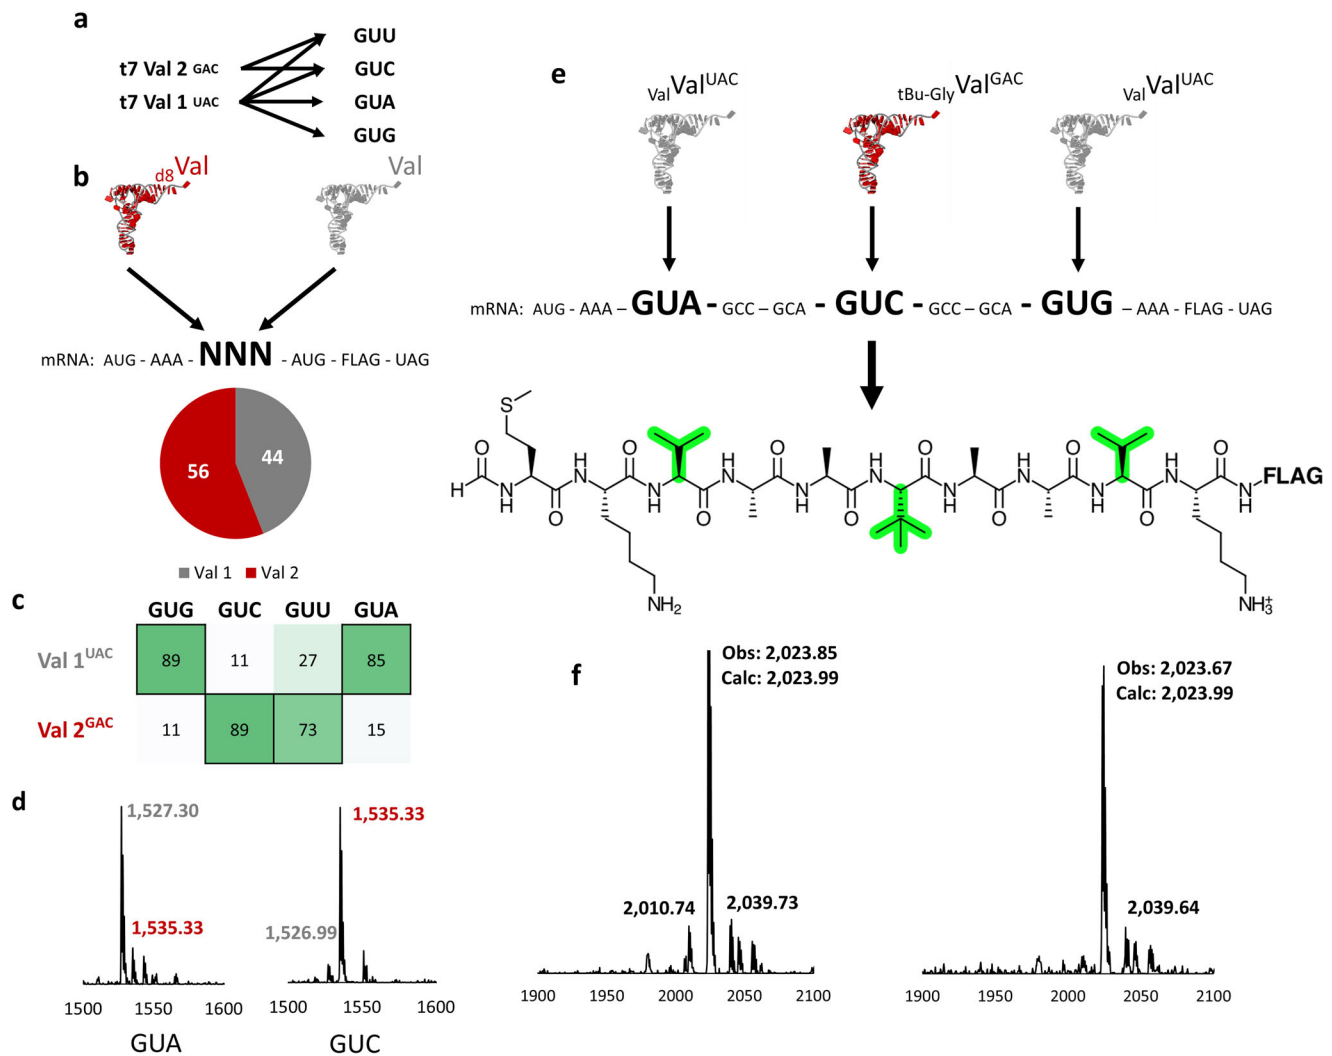 a
t7 Val 2 GAC
t7 Val 1 UAC
GUU
GUC
GUA
GUG
b
d8Val
Val
mRNA: AUG - AAA - NNN - AUG - FLAG - UAG
56
44
Val 1 Val 2
c
GUG GUC GUU GUA
Val 1UAC 89 11 27 85
Val 2GAC 11 89 73 15
d
1,527.30
1,535.33
1500 1550 1600
GUA
1,535.33
1,526.99
1500 1550 1600
GUC
e
ValValUAC
tBu-GlyValGAC
ValValUAC
mRNA: AUG - AAA – GUA - GCC – GCA - GUC - GCC – GCA - GUG – AAA - FLAG - UAG
S
O
H
N
H
O
H
N
O
N
H
O
H
N
O
N
H
O
H
N
O
N
H
O
H
N
O
N
H
O
H
N
O
N
H
FLAG
NH2
NH3+
f
Obs: 2,023.85
Calc: 2,023.99
2,010.74
2,039.73
1900 1950 2000 2050 2100
Obs: 2,023.67
Calc: 2,023.99
2,039.64
1900 1950 2000 2050 2100